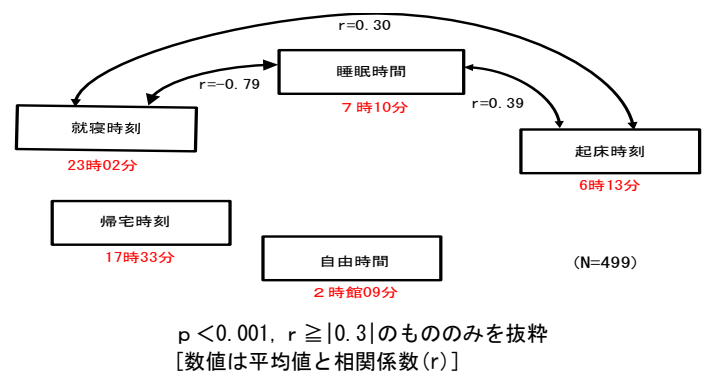 r=0.30
睡眠時間
r=-0.79
7時10分
r=0.39
就寝時刻
23時02分
起床時刻
6時13分
帰宅時刻
17時33分
自由時間
２時館09分
(N=499)
ｐ＜0.001, ｒ≧|0.3|のもののみを抜粋
[数値は平均値と相関係数(r)]